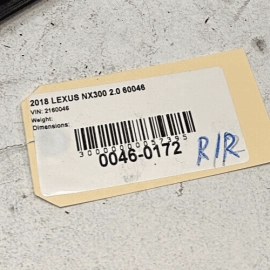 2018 LEXUS NX300 2.0 60046
VIN: 2160046
Weight:
Dimensions:
0046-0172
R/R